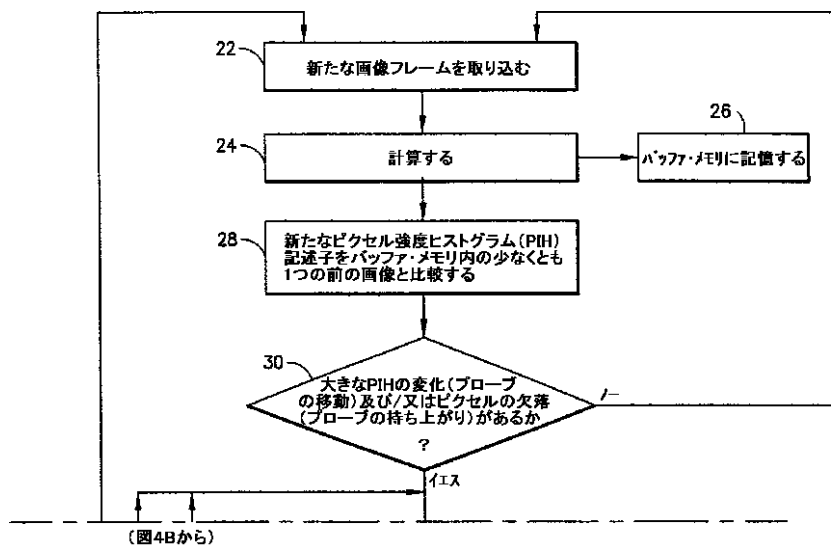 22
新たな画像フレームを取り込む
24
計算する
26
バッファ・メモリに記憶する
28
新たなピクセル強度ヒストグラム(PIH)
記述子をバッファ・メモリ内の少なくとも
1つの前の画像と比較する
30
大きなPIHの変化(プローブ
の移動)及び/又はピクセルの欠落
(プローブの持ち上がり)があるか
?
ノー
イエス
(図4Bから)